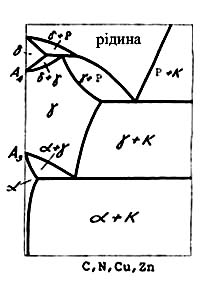 δ+Р
рідина
δ
A₄
δ+γ
γ+Р
Р+К
γ
γ+К
A₃
α+γ
α
α+К
C, N, Cu, Zn